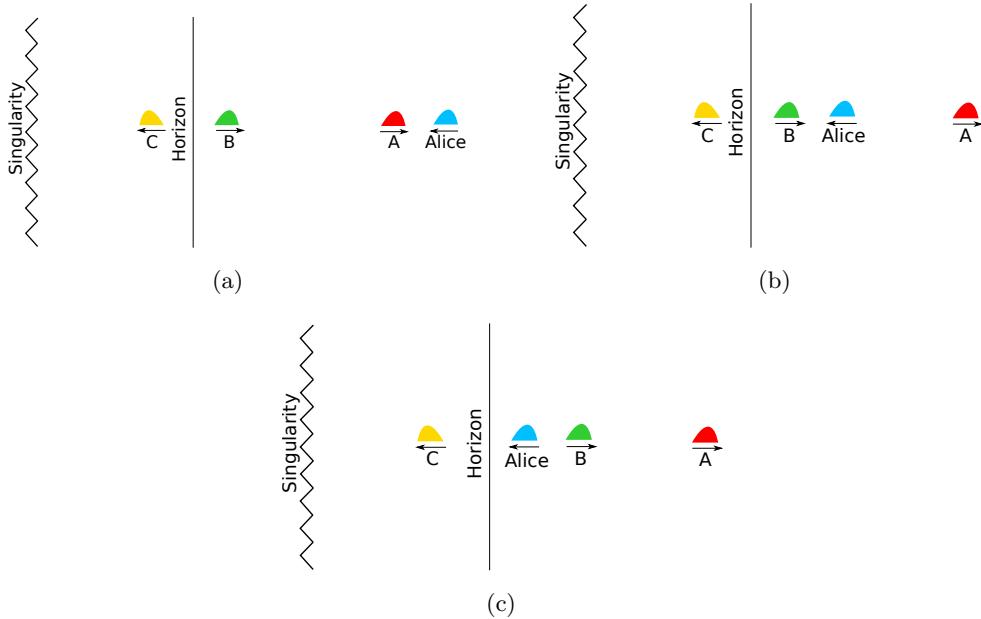 Singularity
C
Horizon
B
A
Alice
(a)
Singularity
C
Horizon
B
Alice
A
(b)
Singularity
C
Horizon
Alice
B
A
(c)